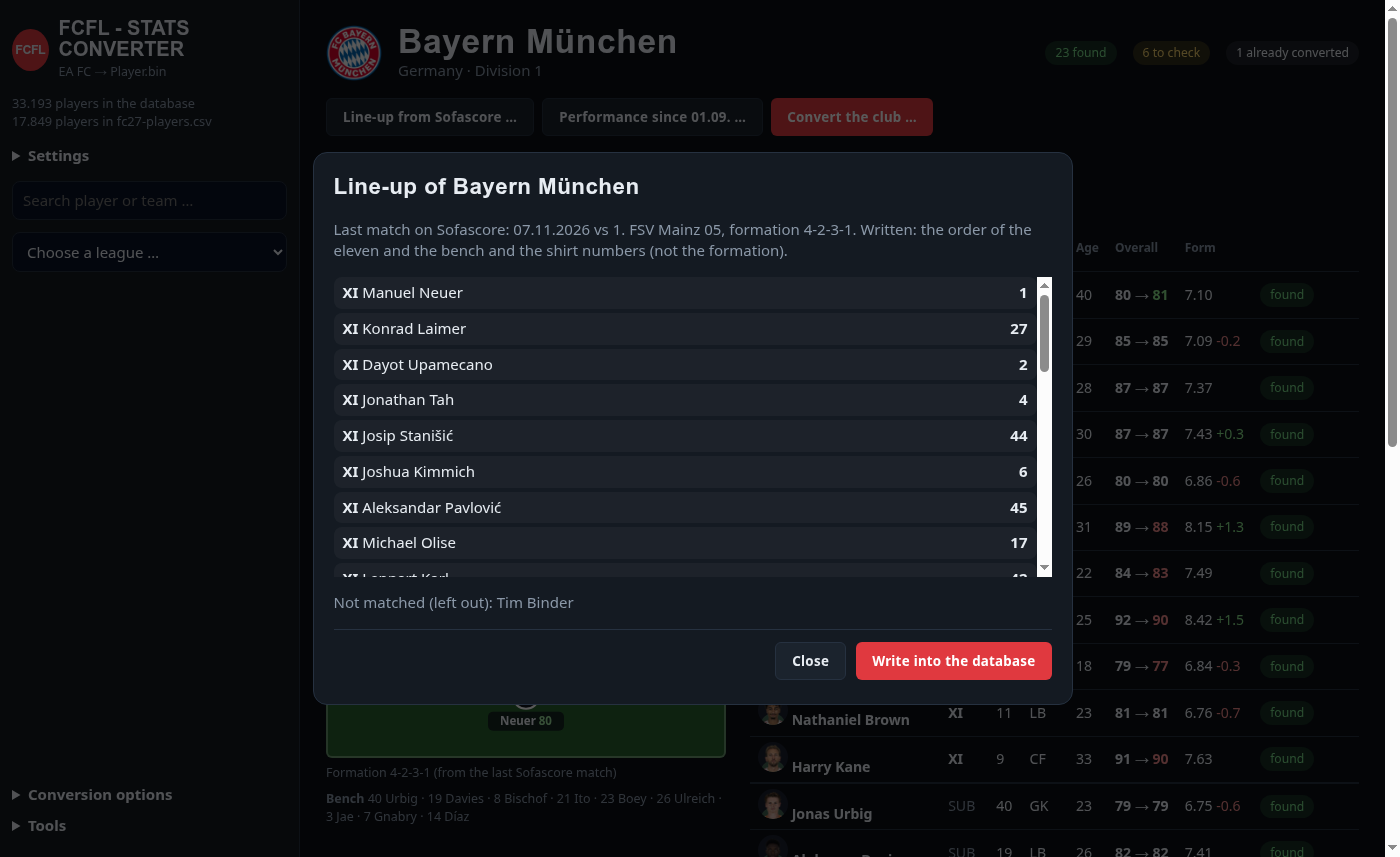 FCFL
FCFL - STATS
CONVERTER
EA FC → Player.bin
33.193 players in the database
17.849 players in fc27-players.csv
Settings
Search player or team ...
Choose a league ...
Conversion options
Tools
FC BAYERN
MÜNCHEN
Bayern München
Germany · Division 1
23 found
6 to check
1 already converted
Line-up from Sofascore ...
Performance since 01.09. ...
Convert the club ...
Line-up of Bayern München
Last match on Sofascore: 07.11.2026 vs 1. FSV Mainz 05, formation 4-2-3-1. Written: the order of the
eleven and the bench and the shirt numbers (not the formation).
XI Manuel Neuer 1
XI Konrad Laimer 27
XI Dayot Upamecano 2
XI Jonathan Tah 4
XI Josip Stanišić 44
XI Joshua Kimmich 6
XI Aleksandar Pavlović 45
XI Michael Olise 17
XI Lennart Karl 42
Not matched (left out): Tim Binder
Close
Write into the database
Age Overall Form
40 80 → 81 7.10 found
29 85 → 85 7.09 -0.2 found
28 87 → 87 7.37 found
30 87 → 87 7.43 +0.3 found
26 80 → 80 6.86 -0.6 found
31 89 → 88 8.15 +1.3 found
22 84 → 83 7.49 found
25 92 → 90 8.42 +1.5 found
18 79 → 77 6.84 -0.3 found
Nathaniel Brown XI 11 LB 23 81 → 81 6.76 -0.7 found
Harry Kane XI 9 CF 33 91 → 90 7.63 found
Jonas Urbig SUB 40 GK 23 79 → 79 6.75 -0.6 found
SUB 19 LB 26 82 → 82 7.41 found
Neuer 80
Formation 4-2-3-1 (from the last Sofascore match)
Bench 40 Urbig · 19 Davies · 8 Bischof · 21 Ito · 23 Boey · 26 Ulreich ·
3 Jae · 7 Gnabry · 14 Díaz